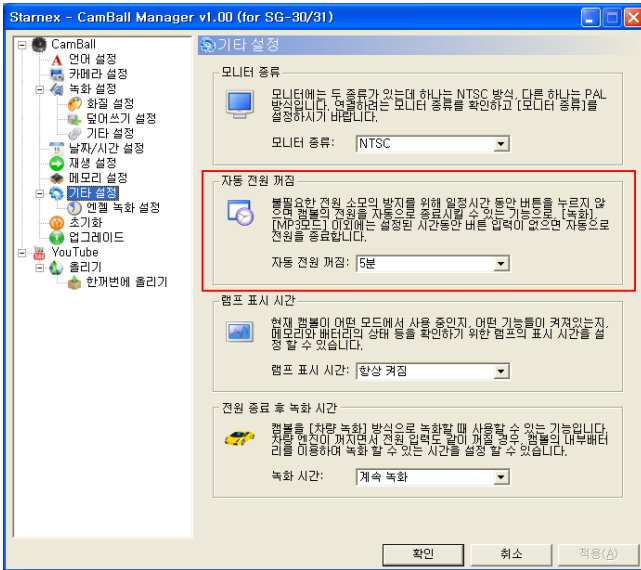 Starnex - CamBall Manager v1.00 (for SG-30/31)
CamBall
언어 설정
카메라 설정
녹화 설정
화질 설정
덮어쓰기 설정
기타 설정
날짜/시간 설정
재생 설정
메모리 설정
기타 설정
엔젤 녹화 설정
초기화
업그레이드
YouTube
올리기
한꺼번에 올리기
기타 설정
모니터 종류
모니터에는 두 종류가 있는데 하나는 NTSC 방식, 다른 하나는 PAL
방식입니다. 연결하려는 모니터 종류를 확인하고 [모니터 종류]를
설정하시기 바랍니다.
모니터 종류: NTSC
자동 전원 꺼짐
불필요한 전원 소모의 방지를 위해 일정시간 동안 버튼을 누르지 않
으면 캠볼의 전원을 자동으로 종료시킬 수 있는 기능으로, [녹화],
[MP3모드] 이외에는 설정된 시간동안 버튼 입력이 없으면 자동으로
전원을 종료합니다.
자동 전원 꺼짐: 5분
램프 표시 시간
현재 캠볼이 어떤 모드에서 사용 중인지, 어떤 기능들이 켜져있는지,
메모리와 배터리의 상태 등을 확인하기 위한 램프의 표시 시간을 설
정 할 수 있습니다.
램프 표시 시간: 항상 켜짐
전원 종료 후 녹화 시간
캠볼을 [차량 녹화] 방식으로 녹화할 때 사용할 수 있는 기능입니다.
차량 엔진이 꺼지면서 전원 입력도 같이 꺼질 경우, 캠볼의 내부배터
리를 이용하여 녹화 할 수 있는 시간을 설정 할 수 있습니다.
녹화 시간: 계속 녹화
확인
취소
적용(A)